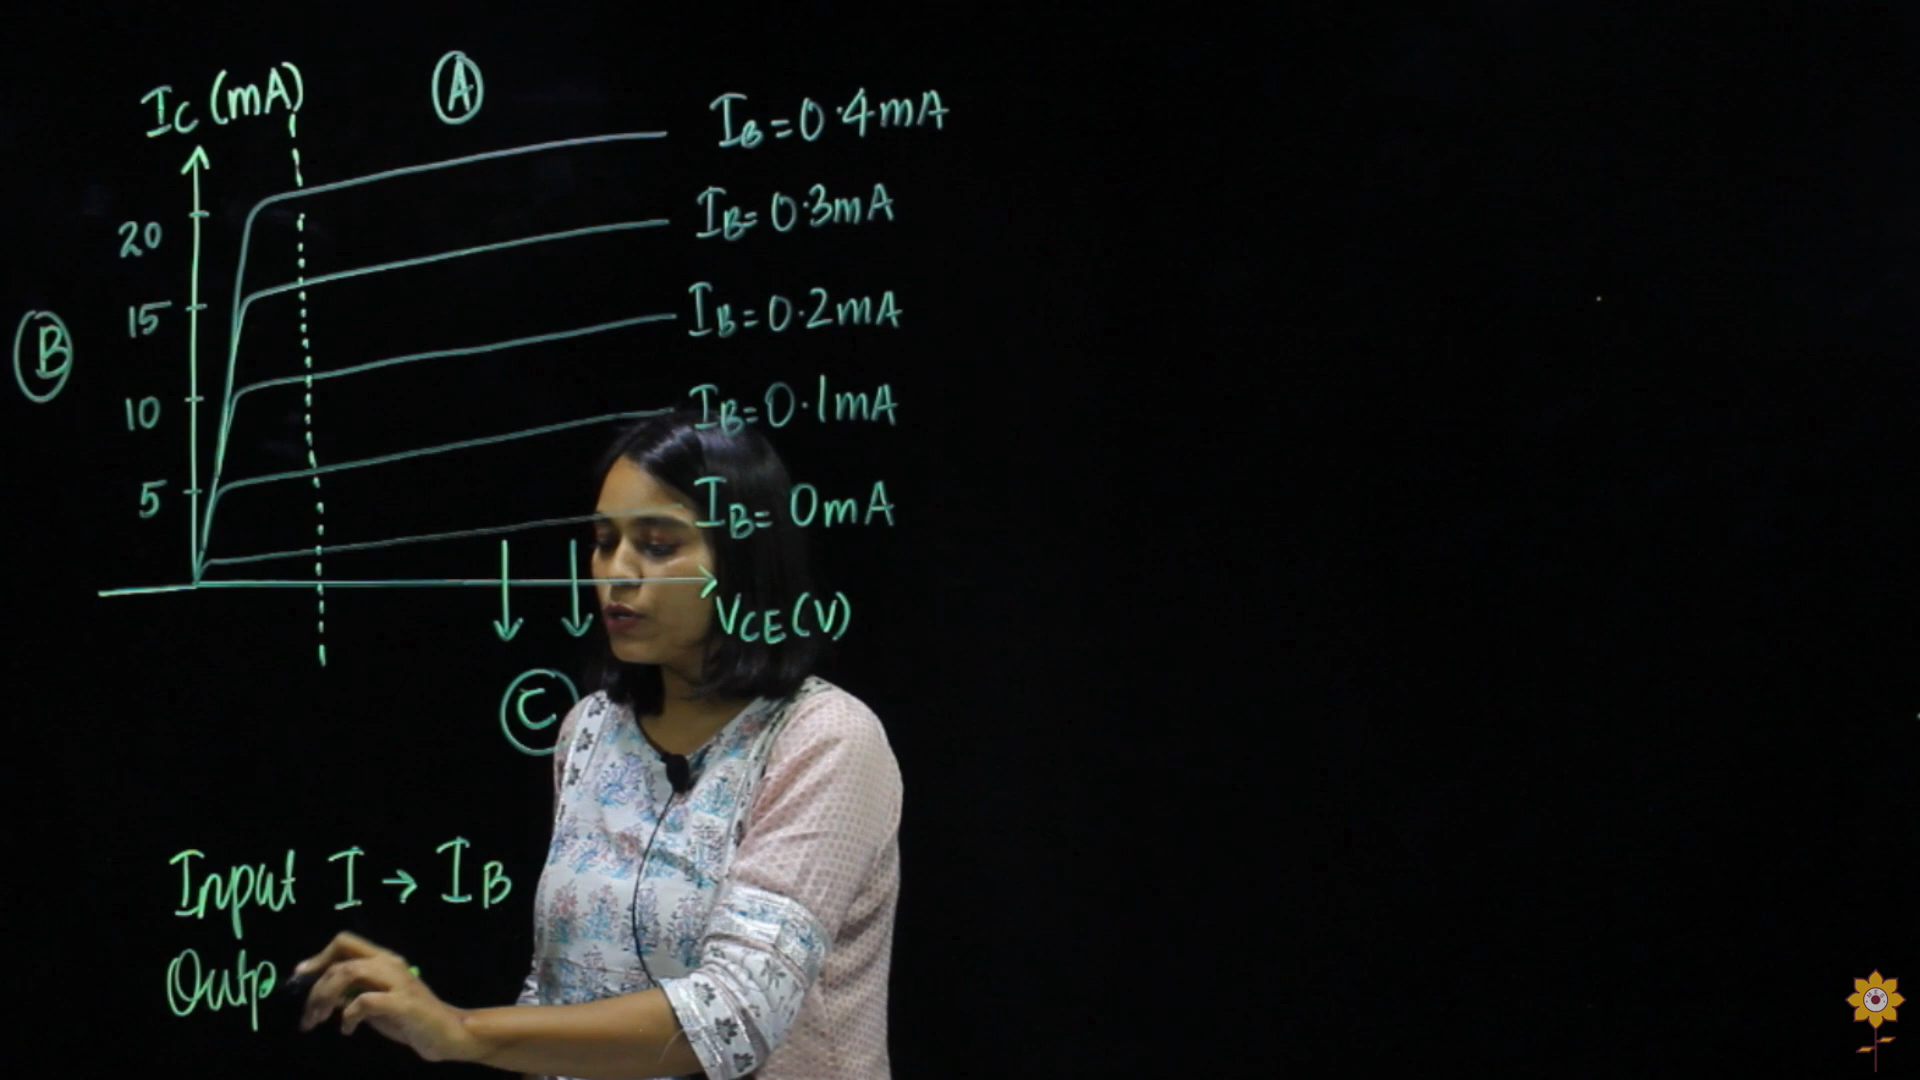 IC (mA)
A
IB = 0.4mA
20
IB = 0.3mA
15
B
IB = 0.2mA
10
IB = 0.1mA
5
IB = 0mA
VCE (V)
C
Input I → IB
Outp